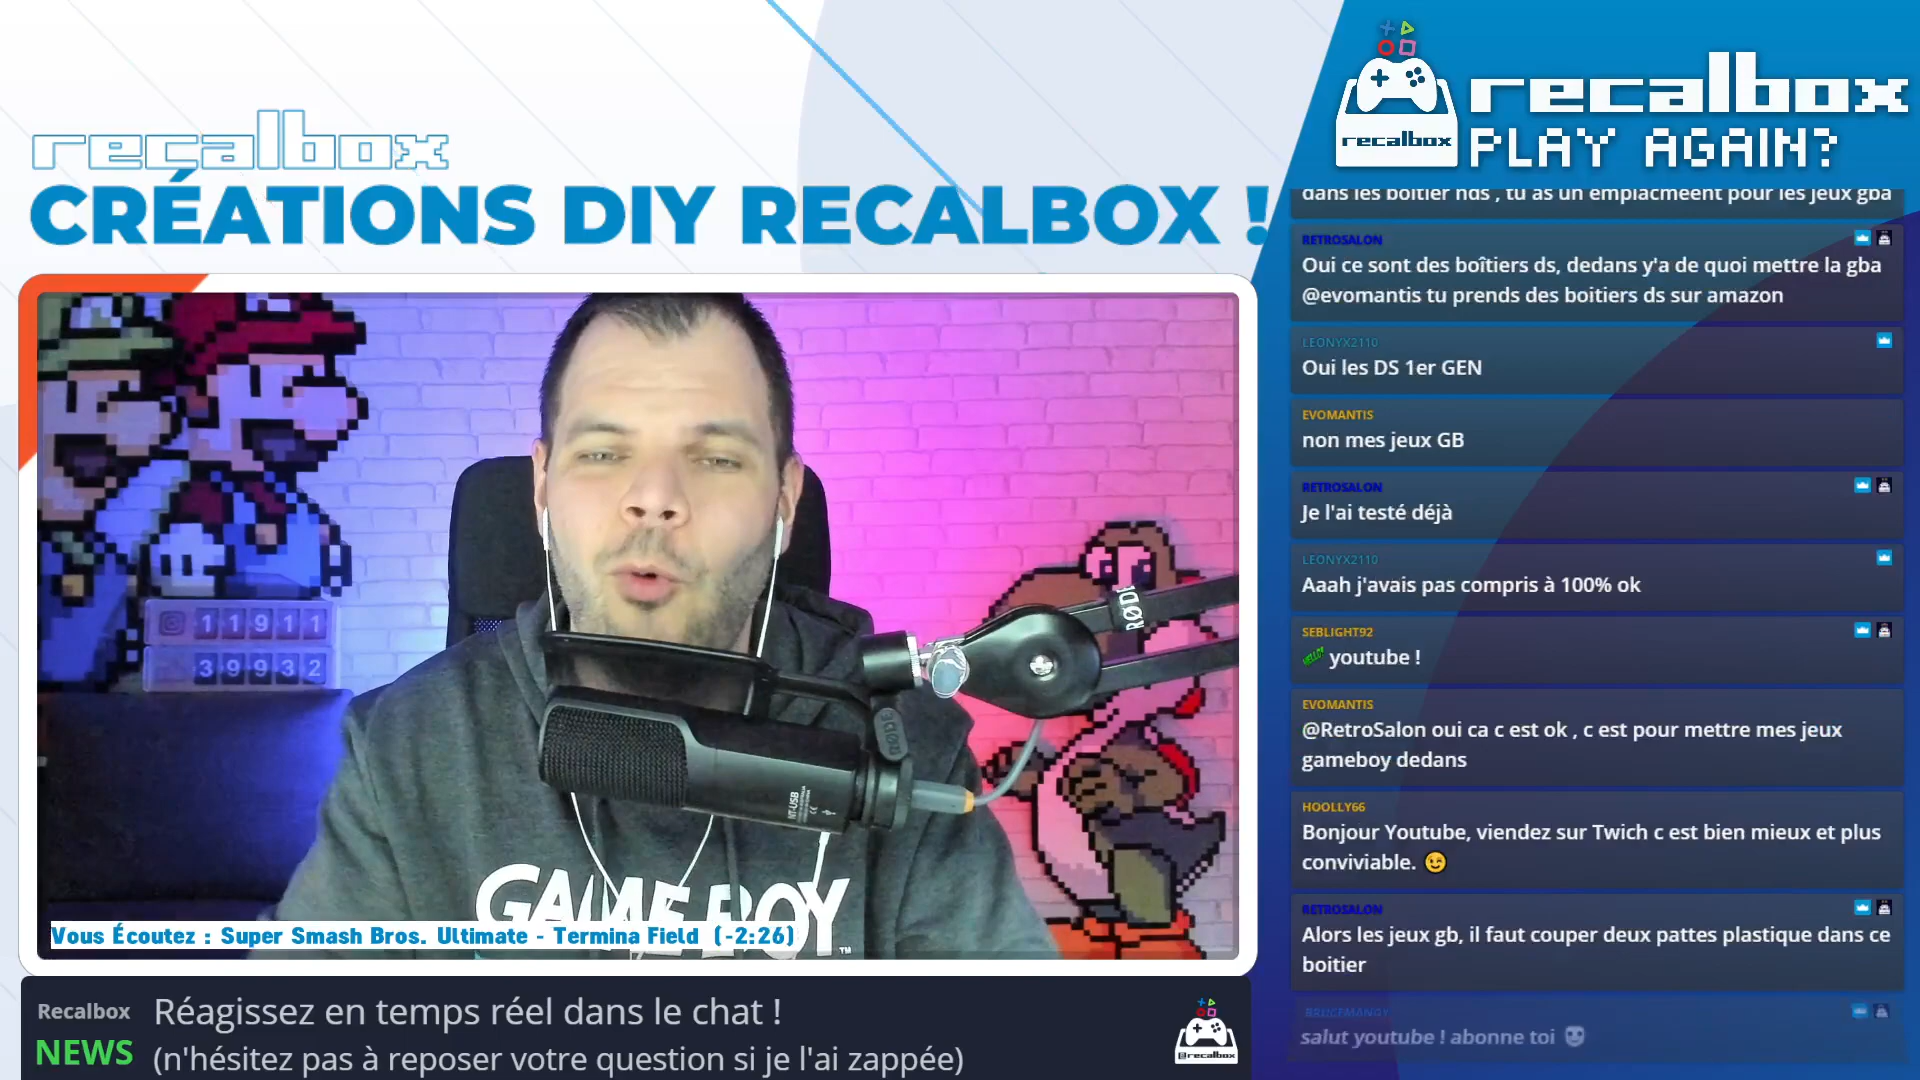 recalbox
CRÉATIONS DIY RECALBOX !
recalbox
recalbox
PLAY AGAIN?
dans les boitier nds , tu as un emplacmeent pour les jeux gba
RETROSALON
Oui ce sont des boîtiers ds, dedans y'a de quoi mettre la gba
@evomantis tu prends des boitiers ds sur amazon
LEONYX2110
Oui les DS 1er GEN
EVOMANTIS
non mes jeux GB
RETROSALON
Je l'ai testé déjà
LEONYX2110
Aaah j'avais pas compris à 100% ok
SEBLIGHT92
HELLO! youtube !
EVOMANTIS
@RetroSalon oui ca c est ok , c est pour mettre mes jeux
gameboy dedans
HOOLLY66
Bonjour Youtube, viendez sur Twich c est bien mieux et plus
conviviable. 😉
RETROSALON
Alors les jeux gb, il faut couper deux pattes plastique dans ce
boitier
BRUCEMANDY
salut youtube ! abonne toi
11911
39932
RØDE
RØDE
NT-USB
GAME BOY
TM
Vous Écoutez : Super Smash Bros. Ultimate - Termina Field (-2:26)
Recalbox
NEWS
Réagissez en temps réel dans le chat !
(n'hésitez pas à reposer votre question si je l'ai zappée)
@recalbox